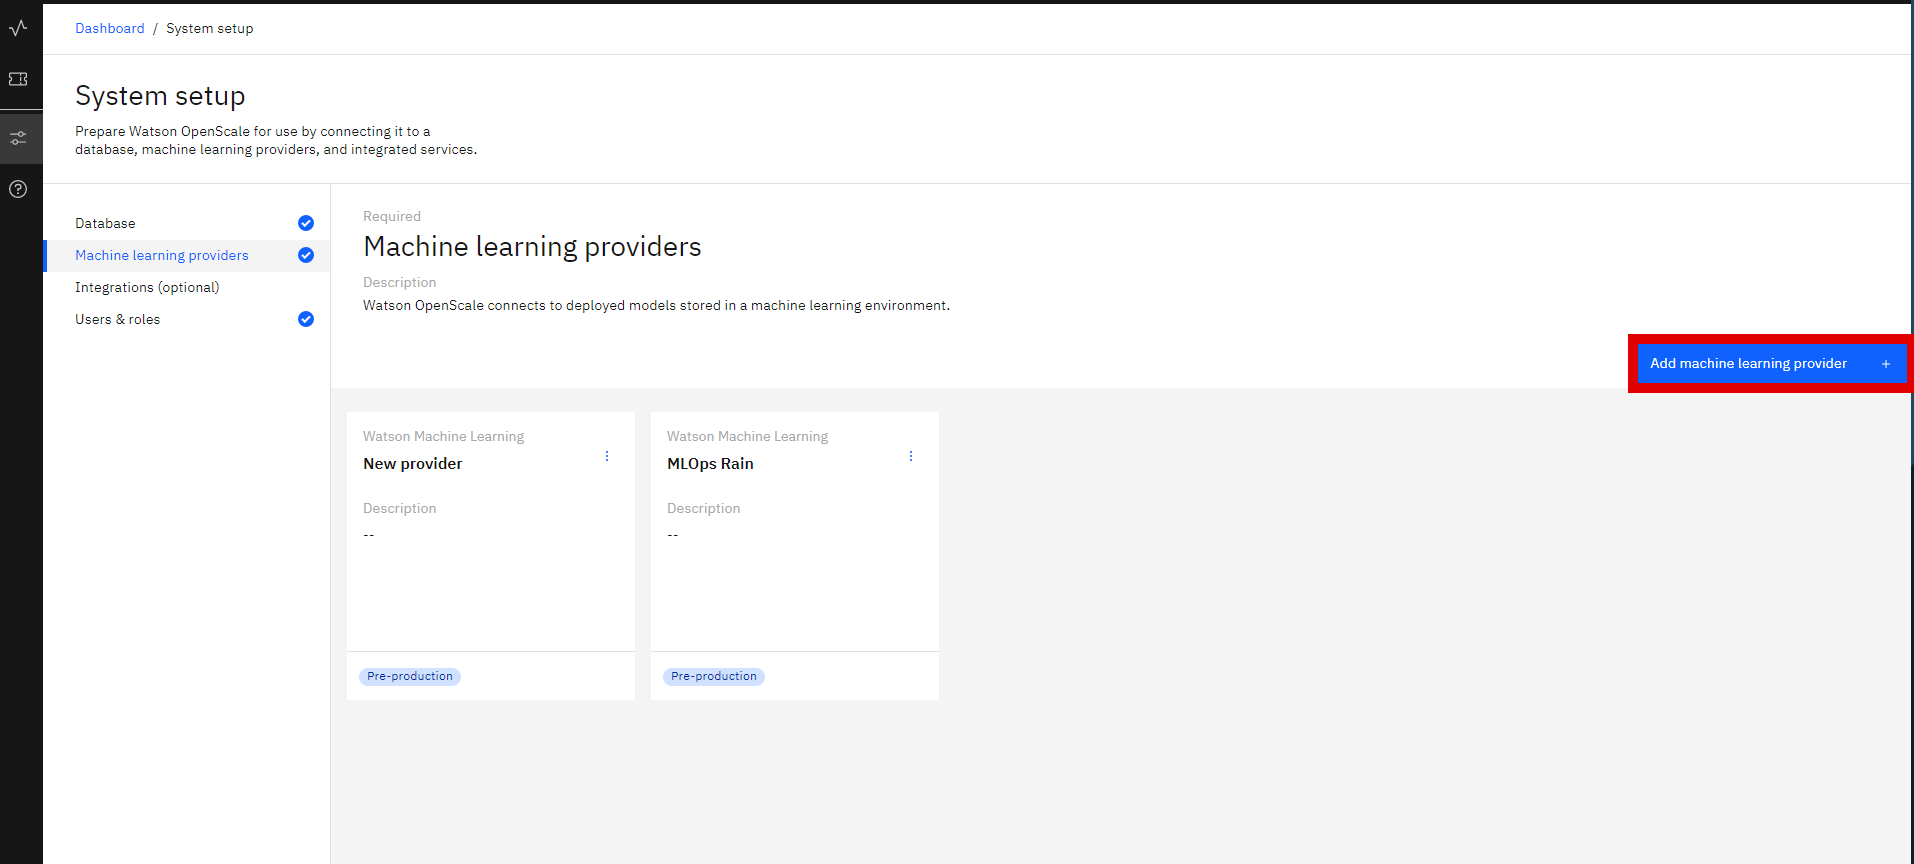 Dashboard / System setup
System setup
Prepare Watson OpenScale for use by connecting it to a
database, machine learning providers, and integrated services.
Database
Machine learning providers
Integrations (optional)
Users & roles
Required
Machine learning providers
Description
Watson OpenScale connects to deployed models stored in a machine learning environment.
Add machine learning provider +
Watson Machine Learning
New provider
Description
--
Pre-production
Watson Machine Learning
MLOps Rain
Description
--
Pre-production